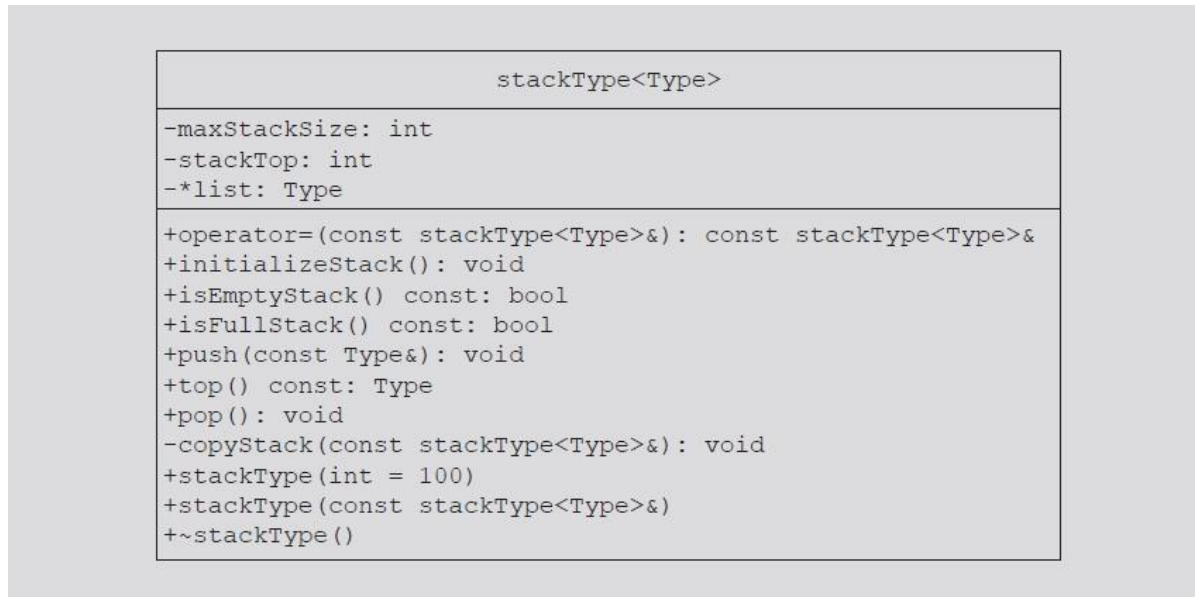 stackType<Type>
-maxStackSize: int
-stackTop: int
-*list: Type
+operator=(const stackType<Type>&): const stackType<Type>&
+initializeStack(): void
+isEmptyStack() const: bool
+isFullStack() const: bool
+push(const Type&): void
+top() const: Type
+pop(): void
-copyStack(const stackType<Type>&): void
+stackType(int = 100)
+stackType(const stackType<Type>&)
+~stackType()